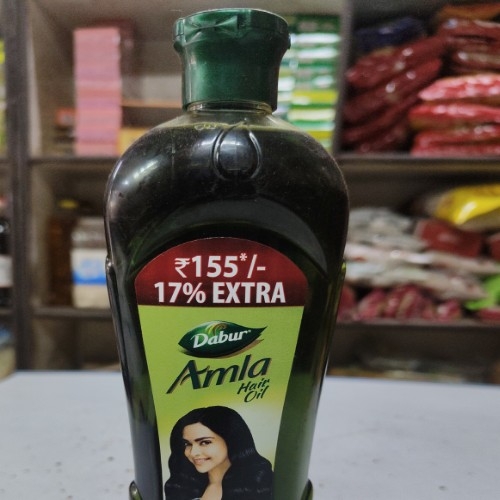 ₹155*/-
17% EXTRA
Dabur
Amla
Hair
Oil